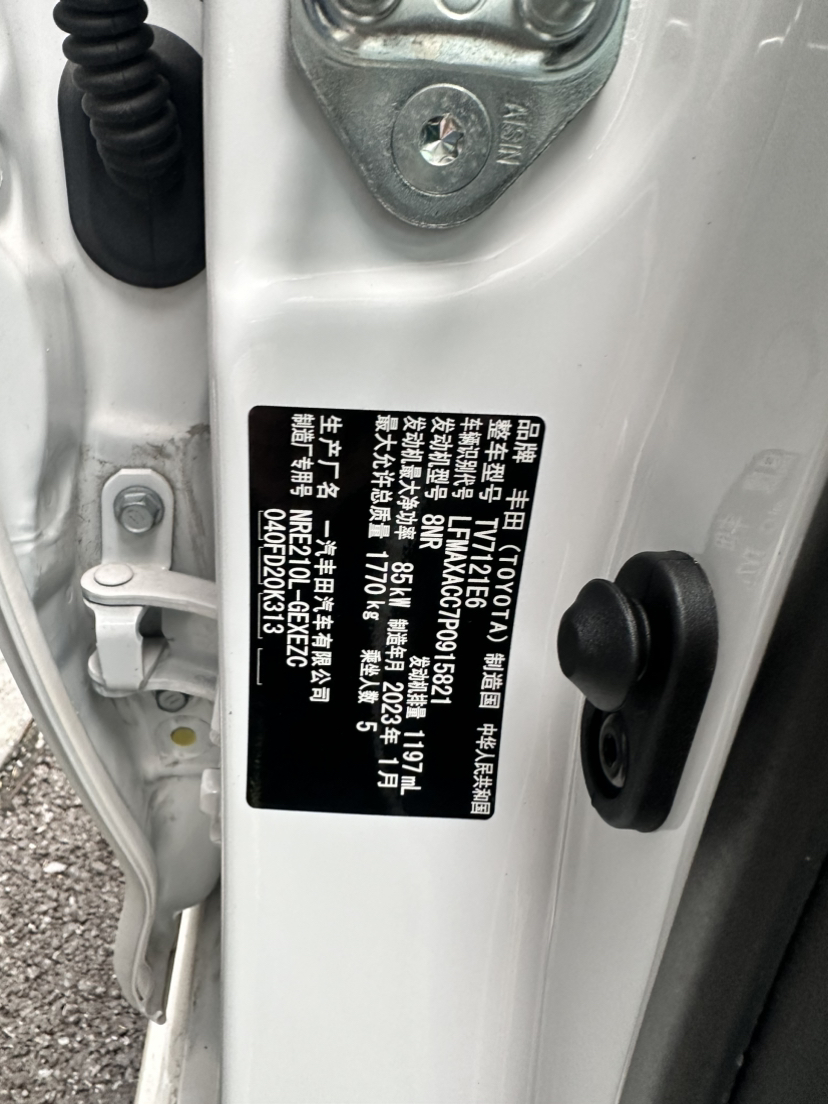 AISIN
品牌 丰田 (TOYOTA) 制造国 中华人民共和国
整车型号 TV7121E6
车辆识别代号 LFMAXACC7P0915821
发动机型号 8NR 发动机排量 1197mL
发动机最大净功率 85kW 制造年月 2023年 1月
最大允许总质量 1770kg 乘坐人数 5
生产厂名 一汽丰田汽车有限公司
制造厂专用号 NRE210L-GEXEZC
040FD20K313